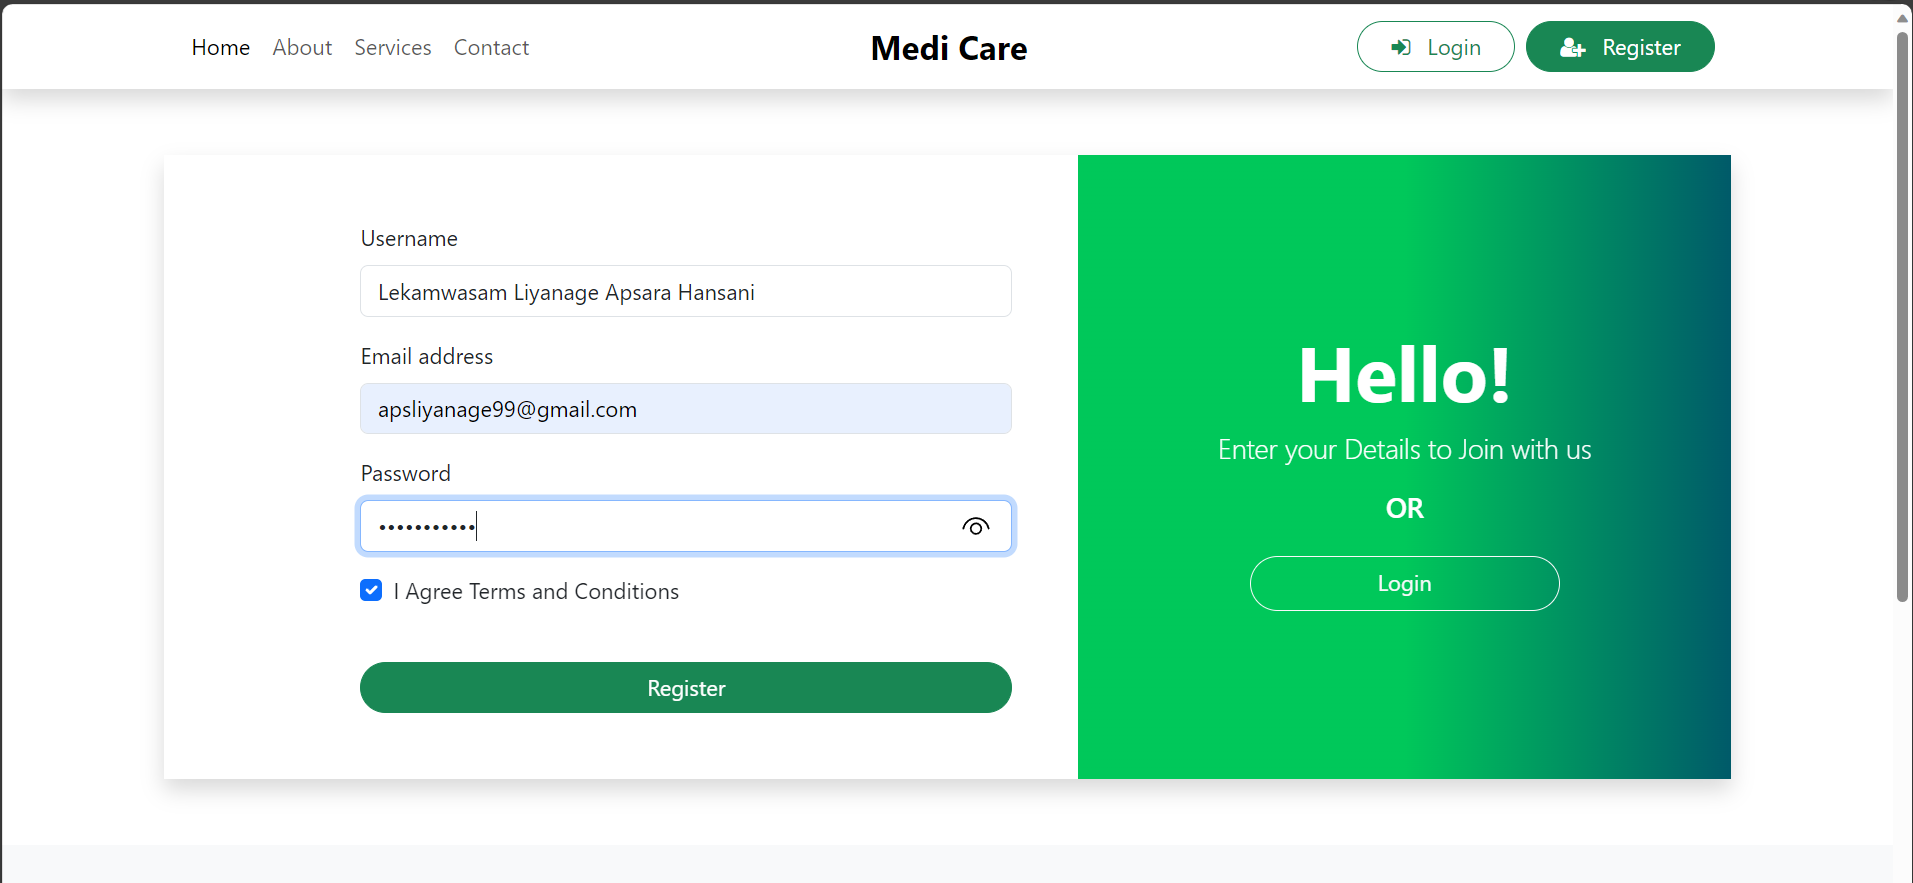 Home About Services Contact Medi Care Login Register
Username
Lekamwasam Liyanage Apsara Hansani
Email address
apsliyanage99@gmail.com
Password
•••••••••••
I Agree Terms and Conditions
Register
Hello!
Enter your Details to Join with us
OR
Login